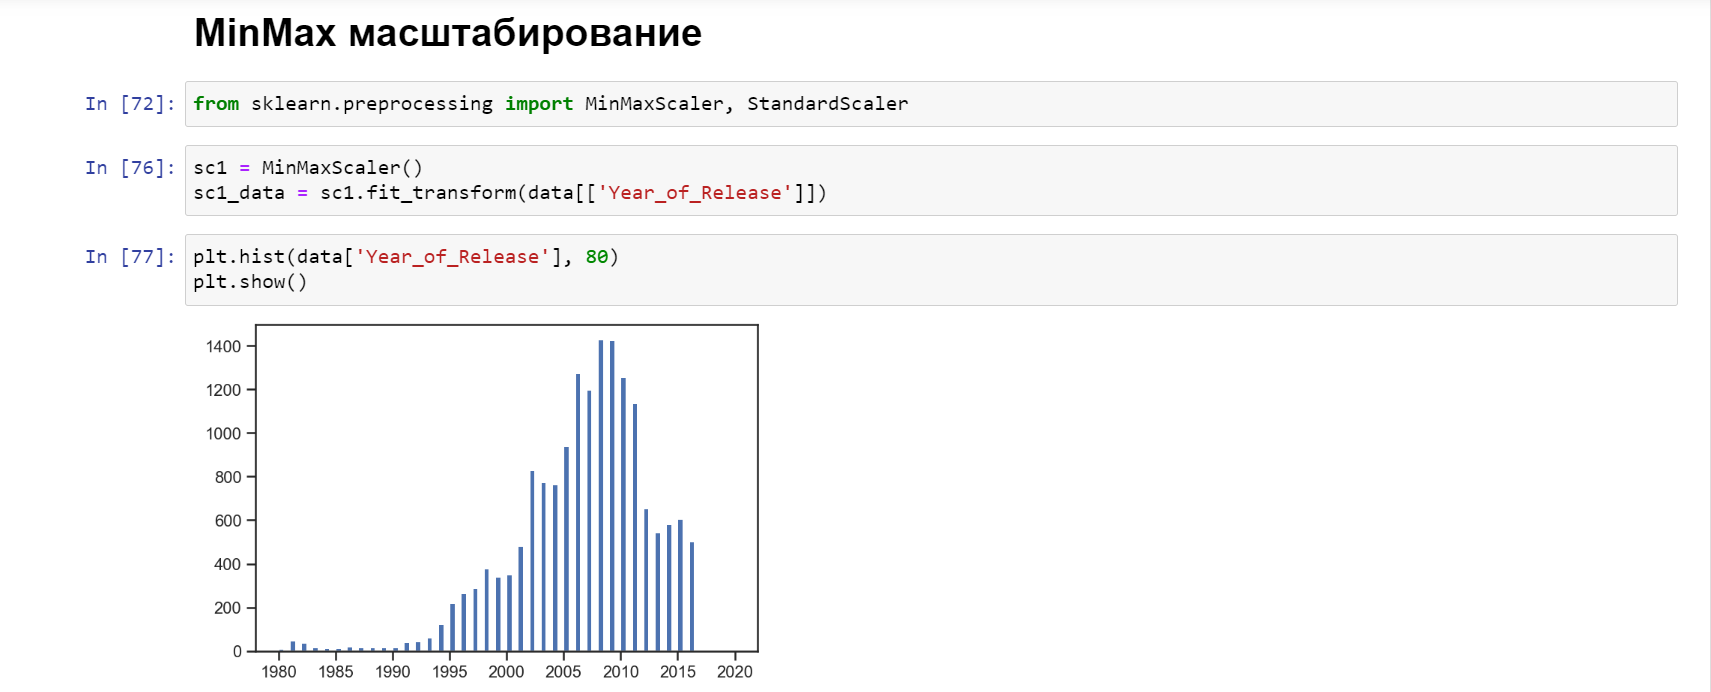 MinMax масштабирование
In [72]: from sklearn.preprocessing import MinMaxScaler, StandardScaler
In [76]: sc1 = MinMaxScaler()
sc1_data = sc1.fit_transform(data[['Year_of_Release']])
In [77]: plt.hist(data['Year_of_Release'], 80)
plt.show()
1400
1200
1000
800
600
400
200
0
1980 1985 1990 1995 2000 2005 2010 2015 2020